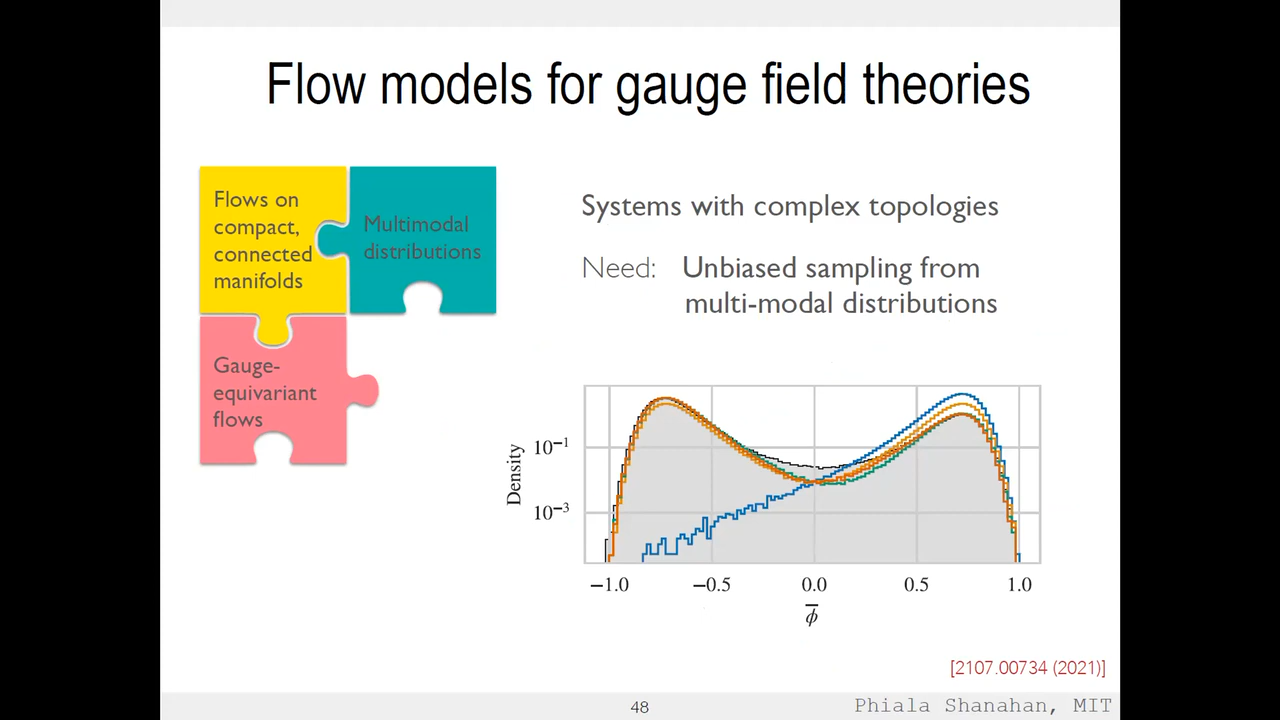 Flow models for gauge field theories
Flows on
compact,
connected
manifolds
Multimodal
distributions
Gauge-
equivariant
flows
Systems with complex topologies
Need: Unbiased sampling from
multi-modal distributions
Density
10⁻¹
10⁻³
−1.0 −0.5 0.0 0.5 1.0
ϕ̅
[2107.00734 (2021)]
48
Phiala Shanahan, MIT